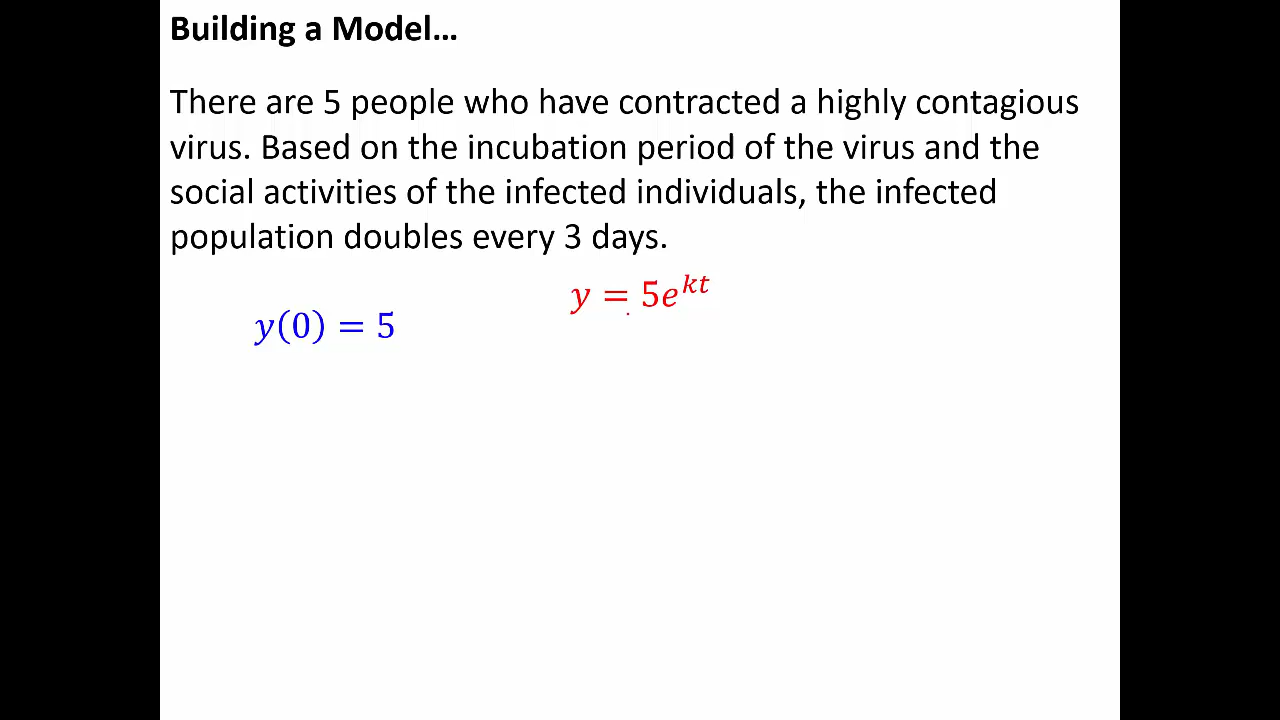 Building a Model…
There are 5 people who have contracted a highly contagious
virus. Based on the incubation period of the virus and the
social activities of the infected individuals, the infected
population doubles every 3 days.
y = 5e^{kt}
y(0) = 5